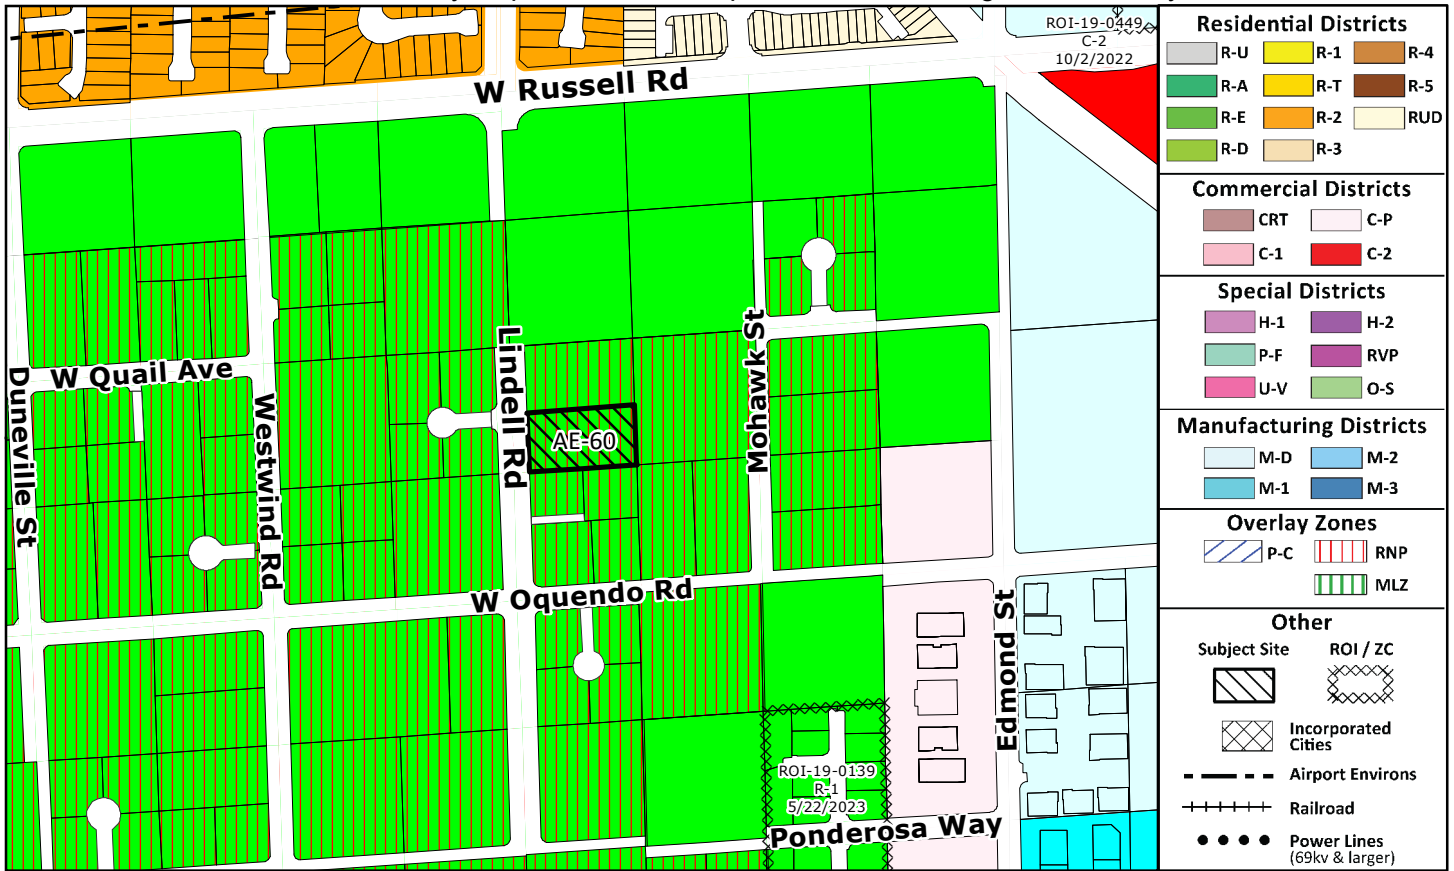 ROI-19-0449
C-2
10/2/2022
W Russell Rd
W Quail Ave
Duneville St
Westwind Rd
Lindell Rd
Mohawk St
AE-60
W Oquendo Rd
Edmond St
ROI-19-0139
R-1
5/22/2023
Ponderosa Way
Residential Districts
R-U R-1 R-4
R-A R-T R-5
R-E R-2 RUD
R-D R-3
Commercial Districts
CRT C-P
C-1 C-2
Special Districts
H-1 H-2
P-F RVP
U-V O-S
Manufacturing Districts
M-D M-2
M-1 M-3
Overlay Zones
P-C RNP
MLZ
Other
Subject Site ROI / ZC
Incorporated
Cities
Airport Environs
Railroad
Power Lines
(69kv & larger)